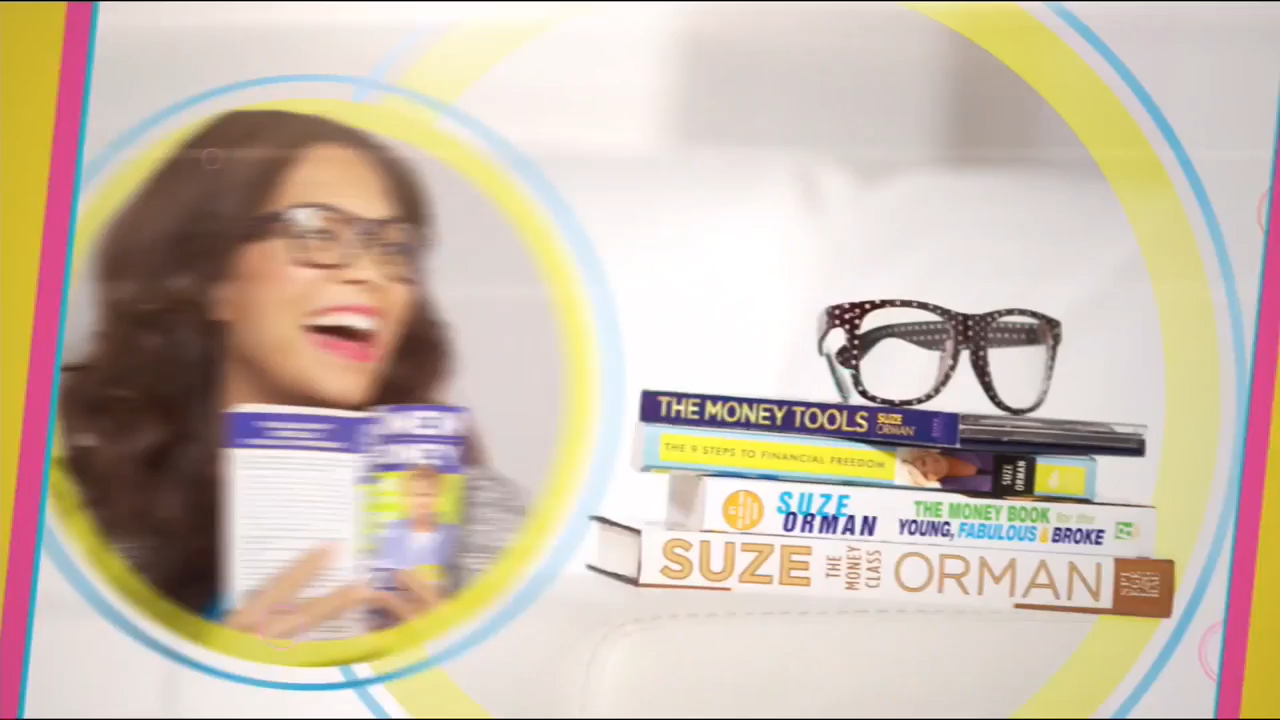 THE MONEY TOOLS SUZE ORMAN
THE 9 STEPS TO FINANCIAL FREEDOM SUZE ORMAN
SUZE ORMAN THE MONEY BOOK for the YOUNG, FABULOUS & BROKE
SUZE THE MONEY CLASS ORMAN